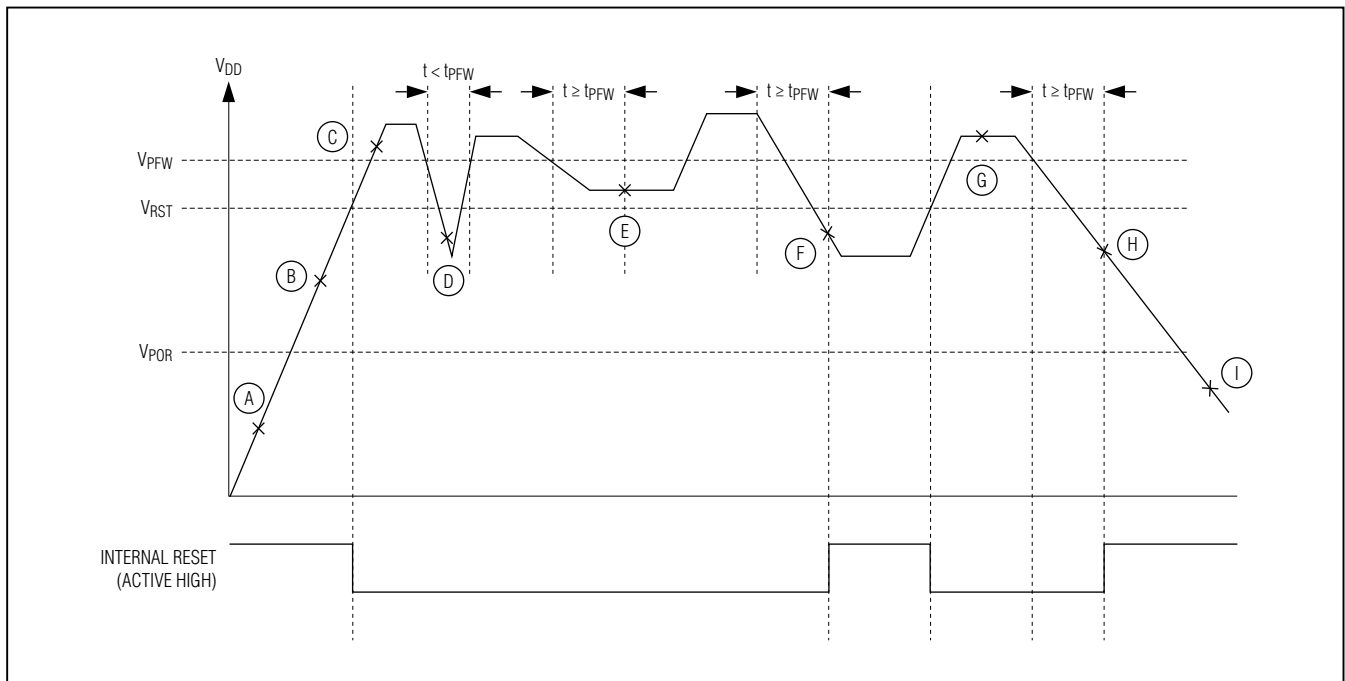 VDD
t < tPFW
t ≥ tPFW
t ≥ tPFW
t ≥ tPFW
C
VPFW
G
VRST
E
F
H
B
D
VPOR
I
A
INTERNAL RESET
(ACTIVE HIGH)